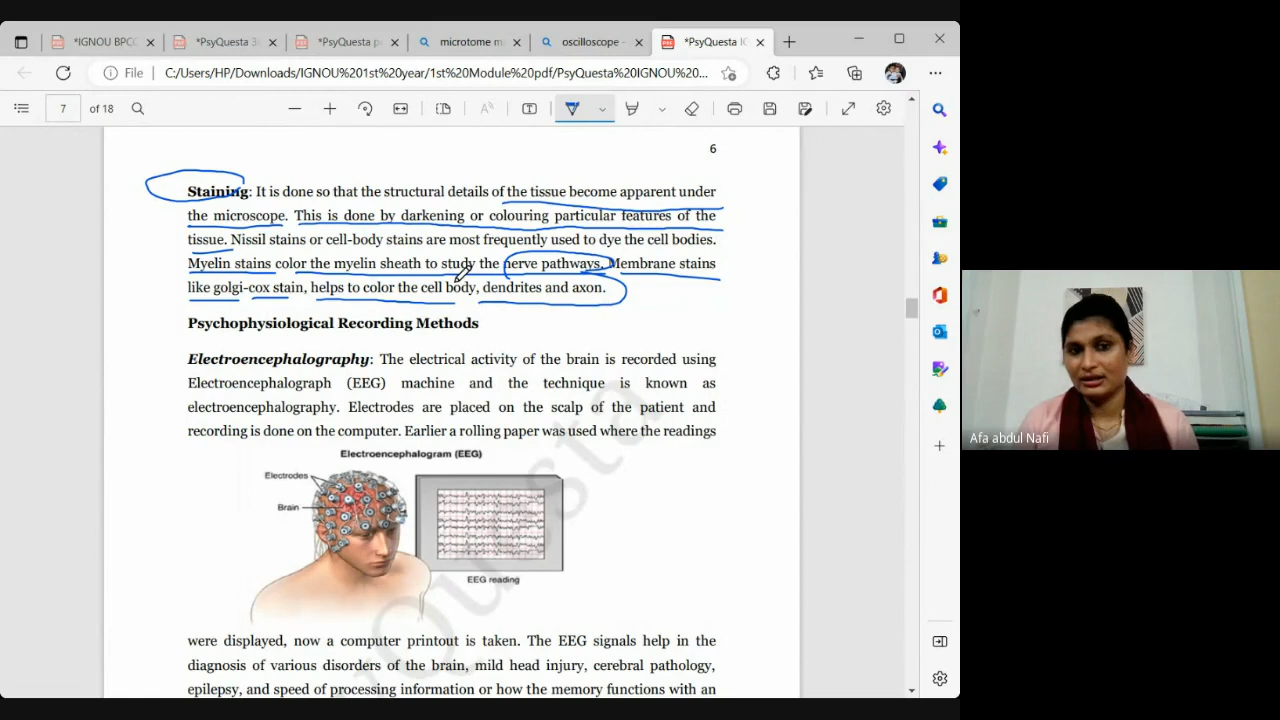 *IGNOU BPCC
*PsyQuesta 3
*PsyQuesta p
microtome m
oscilloscope -
*PsyQuesta I
File
C:/Users/HP/Downloads/IGNOU%201st%20year/1st%20Module%20pdf/PsyQuesta%20IGNOU%20...
7 of 18
6
Staining: It is done so that the structural details of the tissue become apparent under
the microscope. This is done by darkening or colouring particular features of the
tissue. Nissil stains or cell-body stains are most frequently used to dye the cell bodies.
Myelin stains color the myelin sheath to study the nerve pathways. Membrane stains
like golgi-cox stain, helps to color the cell body, dendrites and axon.
Psychophysiological Recording Methods
Electroencephalography: The electrical activity of the brain is recorded using
Electroencephalograph (EEG) machine and the technique is known as
electroencephalography. Electrodes are placed on the scalp of the patient and
recording is done on the computer. Earlier a rolling paper was used where the readings
Electroencephalogram (EEG)
Electrodes
Brain
EEG reading
were displayed, now a computer printout is taken. The EEG signals help in the
diagnosis of various disorders of the brain, mild head injury, cerebral pathology,
epilepsy, and speed of processing information or how the memory functions with an
Afa abdul Nafi